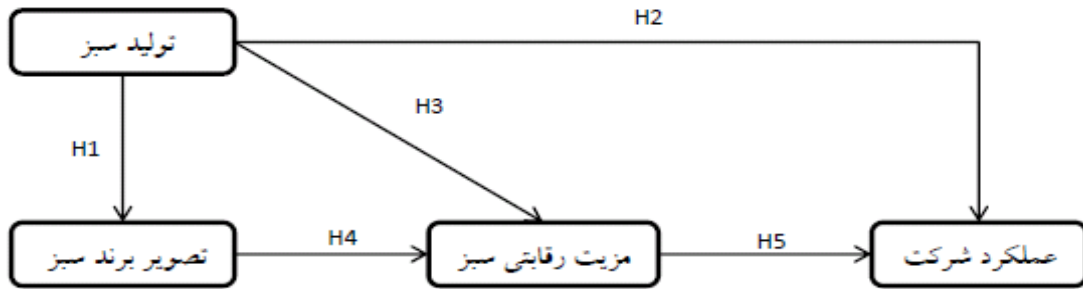 H2
تولید سبز
H3
H1
تصویر برند سبز
H4
مزیت رقابتی سبز
H5
عملکرد شرکت